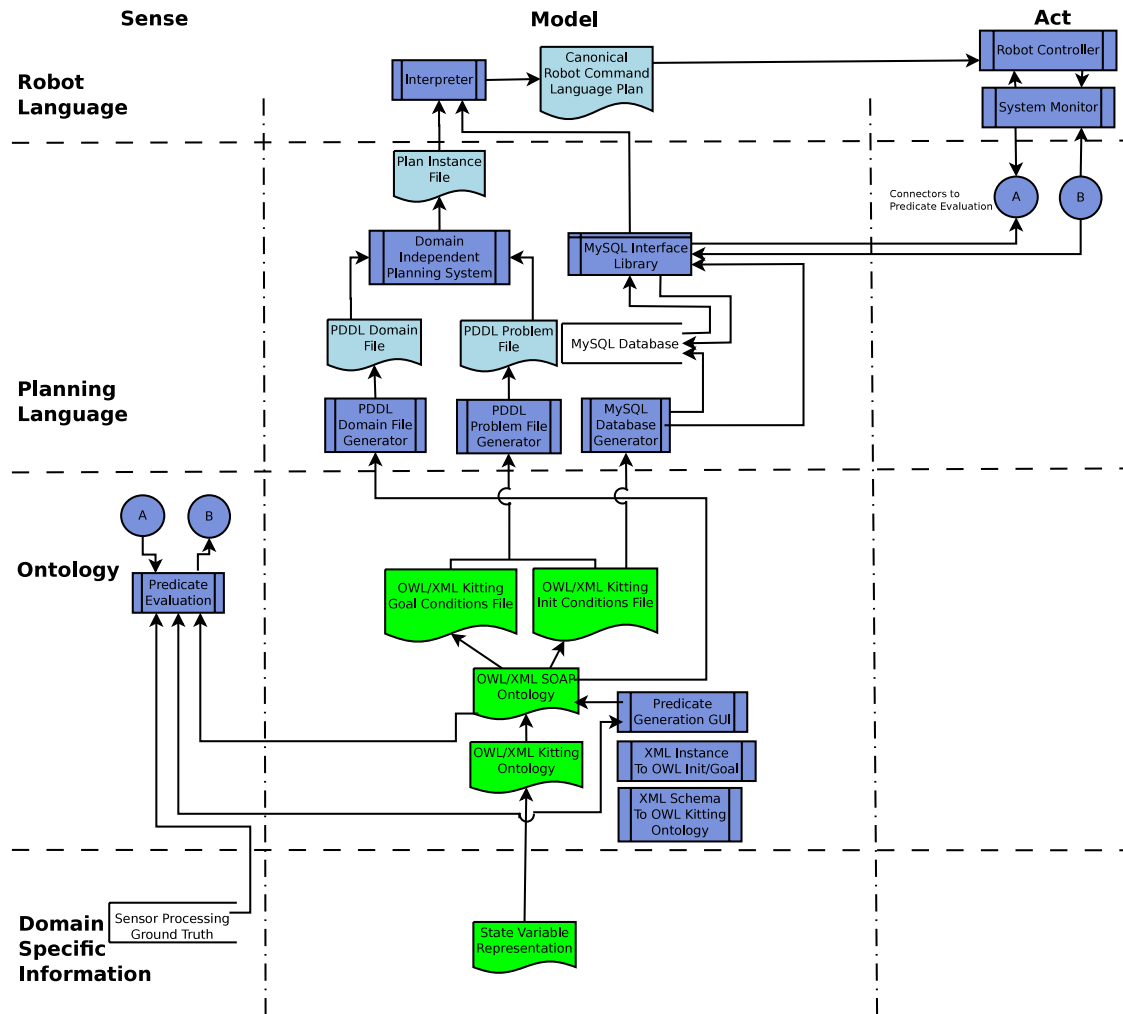 Sense
Model
Act
Robot
Language
Interpreter
Canonical
Robot Command
Language Plan
Robot Controller
System Monitor
Plan Instance
File
Connectors to
Predicate Evaluation
A
B
Domain
Independent
Planning System
MySQL Interface
Library
PDDL Domain
File
PDDL Problem
File
MySQL Database
Planning
Language
PDDL
Domain File
Generator
PDDL
Problem File
Generator
MySQL
Database
Generator
A
B
Ontology
Predicate
Evaluation
OWL/XML Kitting
Goal Conditions File
OWL/XML Kitting
Init Conditions File
OWL/XML SOAP
Ontology
Predicate
Generation GUI
OWL/XML Kitting
Ontology
XML Instance
To OWL Init/Goal
XML Schema
To OWL Kitting
Ontology
Domain
Specific
Information
Sensor Processing
Ground Truth
State Variable
Representation